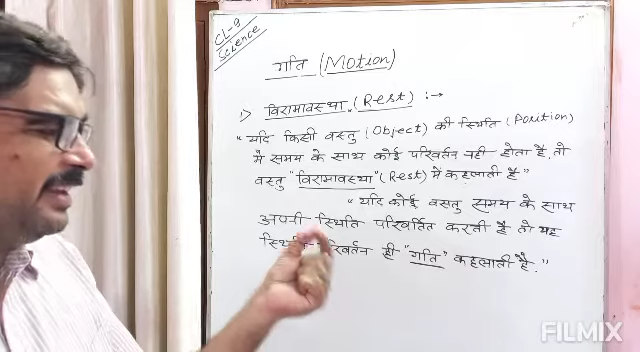 CL-9
Science
गति (Motion)
1> विरामावस्था (Rest) :→
"यदि किसी वस्तु (Object) की स्थिति (Position)
में समय के साथ कोई परिवर्तन नही होता है, तो
वस्तु "विरामावस्था" (Rest) में कहलाती है"
"यदि कोई वस्तु समय के साथ
अपनी स्थिति परिवर्तित करती है तो यह
परिवर्तन ही "गति" कहलाती है."
FILMIX